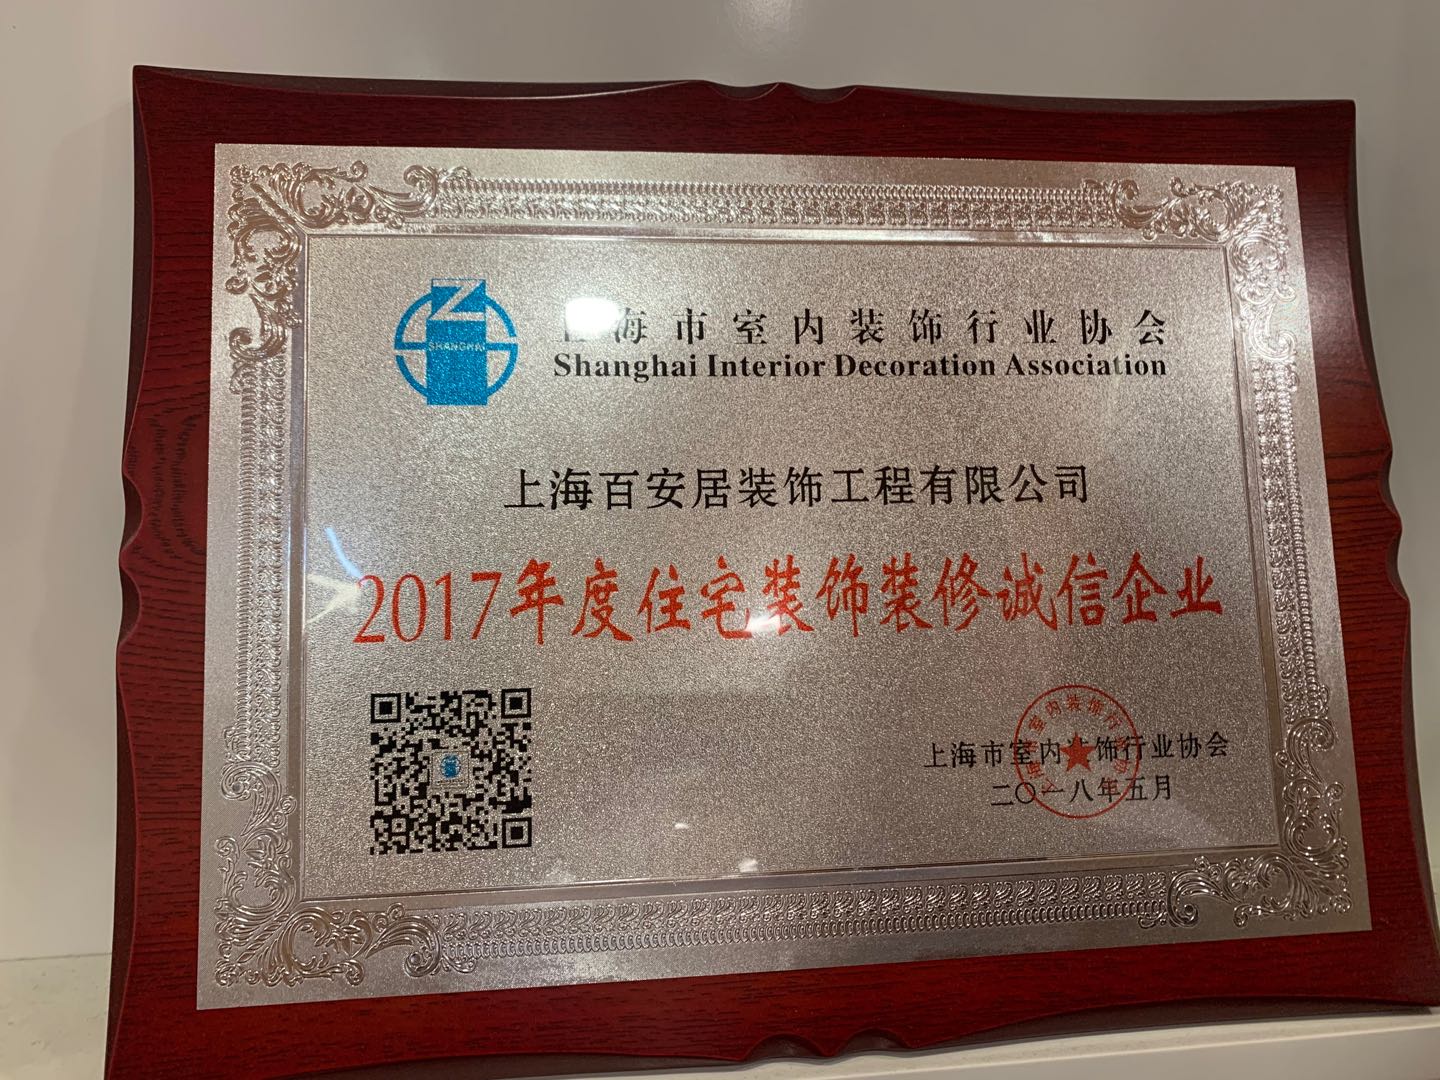 SHANGHAI
上海市室内装饰行业协会
Shanghai Interior Decoration Association
上海百安居装饰工程有限公司
2017年度住宅装饰装修诚信企业
上海市室内装饰行业协会
二〇一八年五月